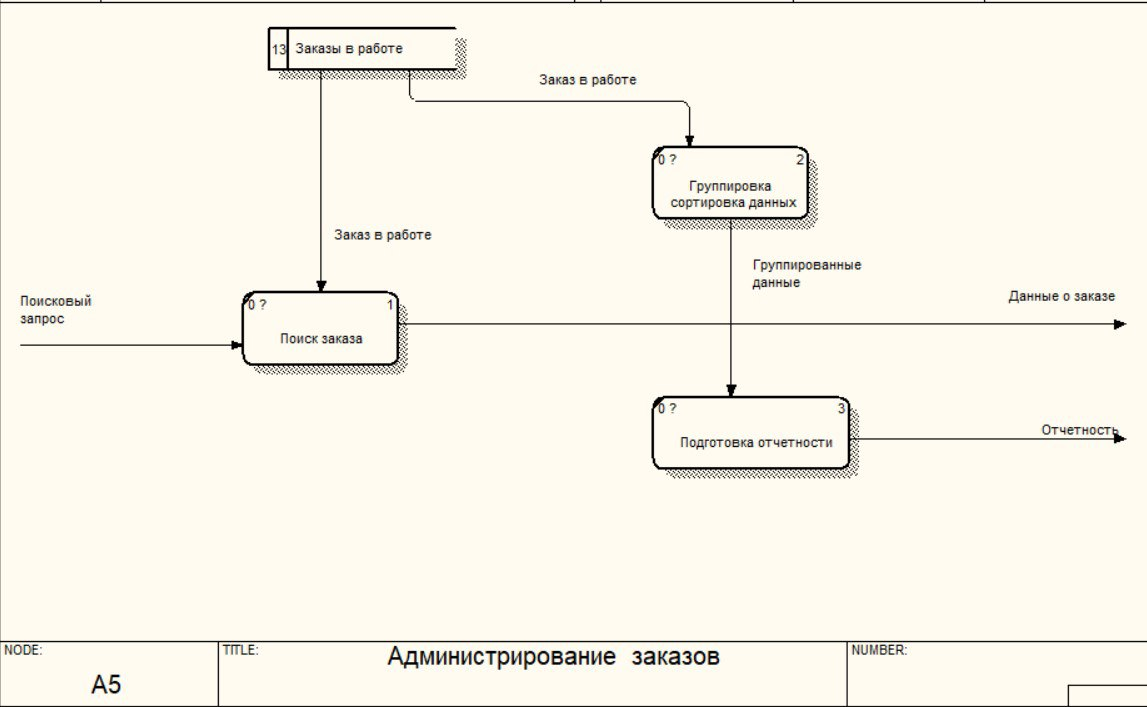 13 Заказы в работе
Заказ в работе
0 ? 2
Группировка
сортировка данных
Заказ в работе
Группированные
данные
Поисковый
запрос
0 ? 1
Поиск заказа
Данные о заказе
0 ? 3
Подготовка отчетности
Отчетность
NODE:
A5
TITLE:
Администрирование заказов
NUMBER: